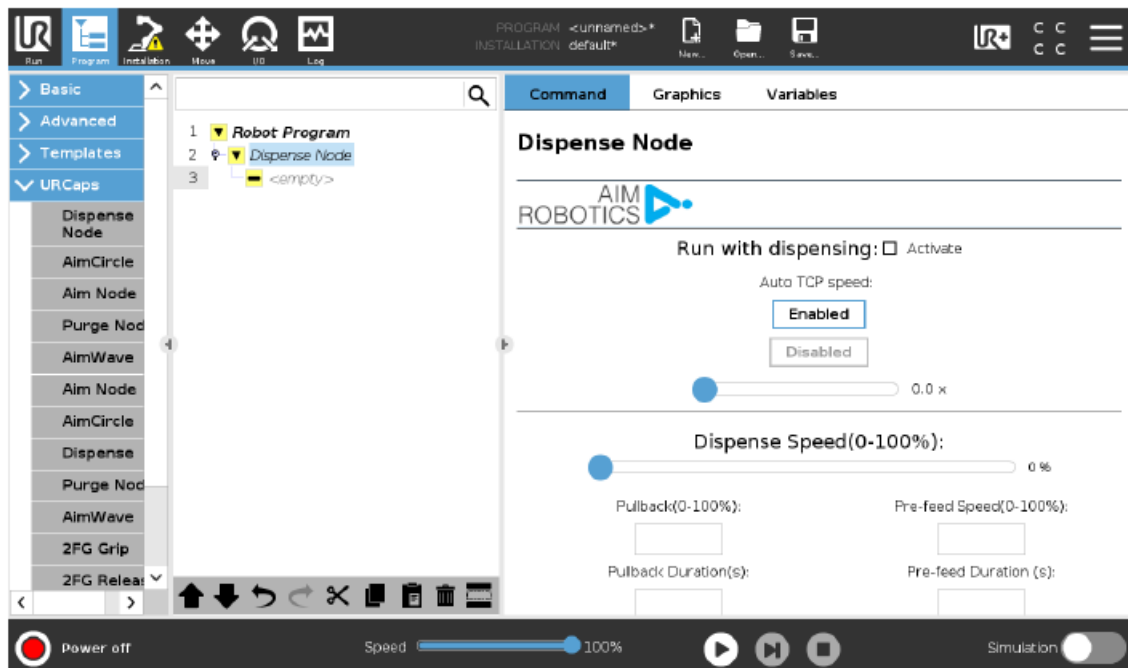 PROGRAM <unnamed>*
INSTALLATION default*
UR
Run
Program
Installation
Move
I/O
Log
New...
Open...
Save...
UR+
C C
C C
Basic
Advanced
Templates
URCaps
Dispense
Node
AimCircle
Aim Node
Purge Nod
AimWave
Aim Node
AimCircle
Dispense
Purge Nod
AimWave
2FG Grip
2FG Releas
1 Robot Program
2 Dispense Node
3 <empty>
Command Graphics Variables
Dispense Node
AIM
ROBOTICS
Run with dispensing: Activate
Auto TCP speed:
Enabled
Disabled
0.0 x
Dispense Speed(0-100%):
0 %
Pullback(0-100%): Pre-feed Speed(0-100%):
Pullback Duration(s): Pre-feed Duration (s):
Power off
Speed 100%
Simulation